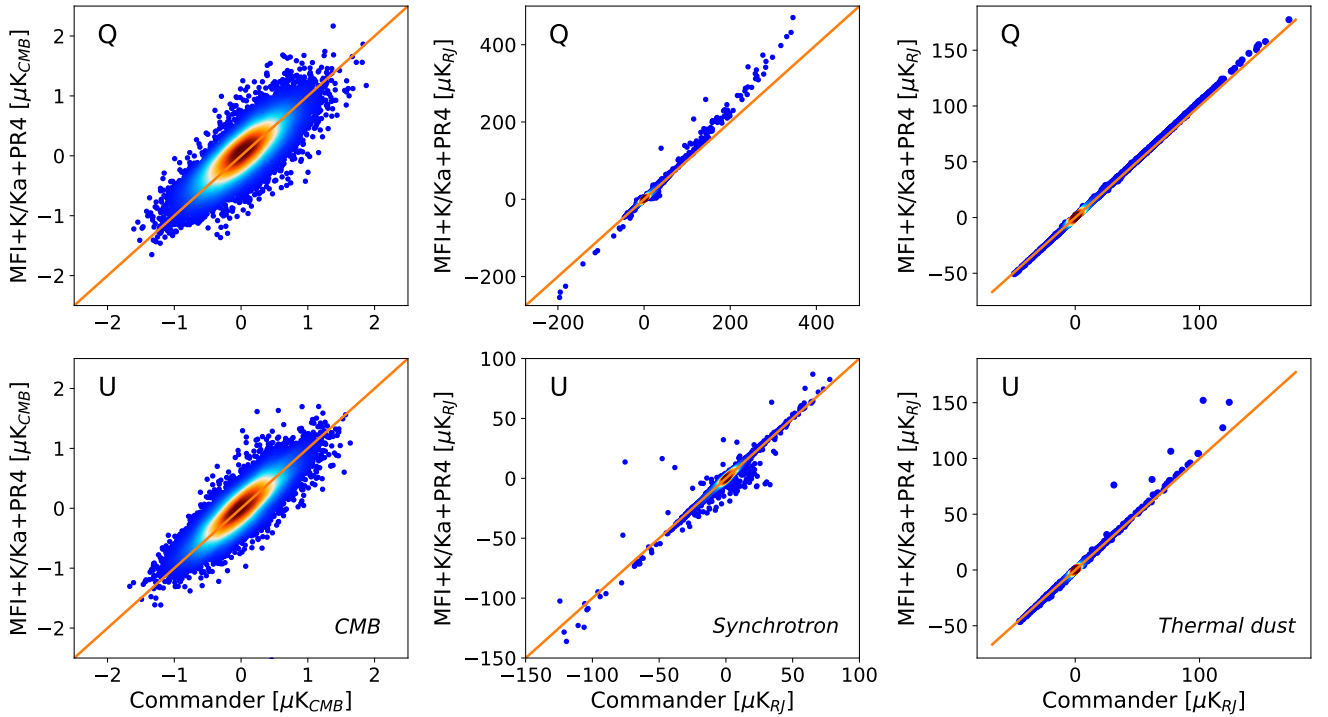 Q
MFI+K/Ka+PR4 [μK_CMB]
2
1
0
−1
−2
−2 −1 0 1 2
Q
MFI+K/Ka+PR4 [μK_RJ]
400
200
0
−200
−200 0 200 400
Q
MFI+K/Ka+PR4 [μK_RJ]
150
100
50
0
−50
0 100
U
MFI+K/Ka+PR4 [μK_CMB]
2
1
0
−1
−2
CMB
−2 −1 0 1 2
Commander [μK_CMB]
U
MFI+K/Ka+PR4 [μK_RJ]
100
50
0
−50
−100
−150
Synchrotron
−150 −100 −50 0 50 100
Commander [μK_RJ]
U
MFI+K/Ka+PR4 [μK_RJ]
150
100
50
0
−50
Thermal dust
0 100
Commander [μK_RJ]